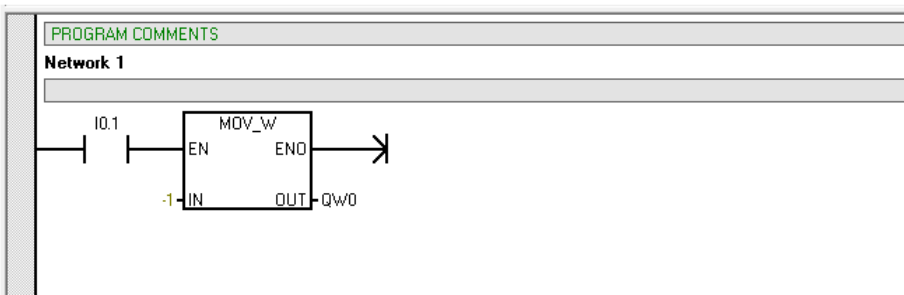 PROGRAM COMMENTS
Network 1
I0.1
MOV_W
EN ENO
-1 IN OUT QW0